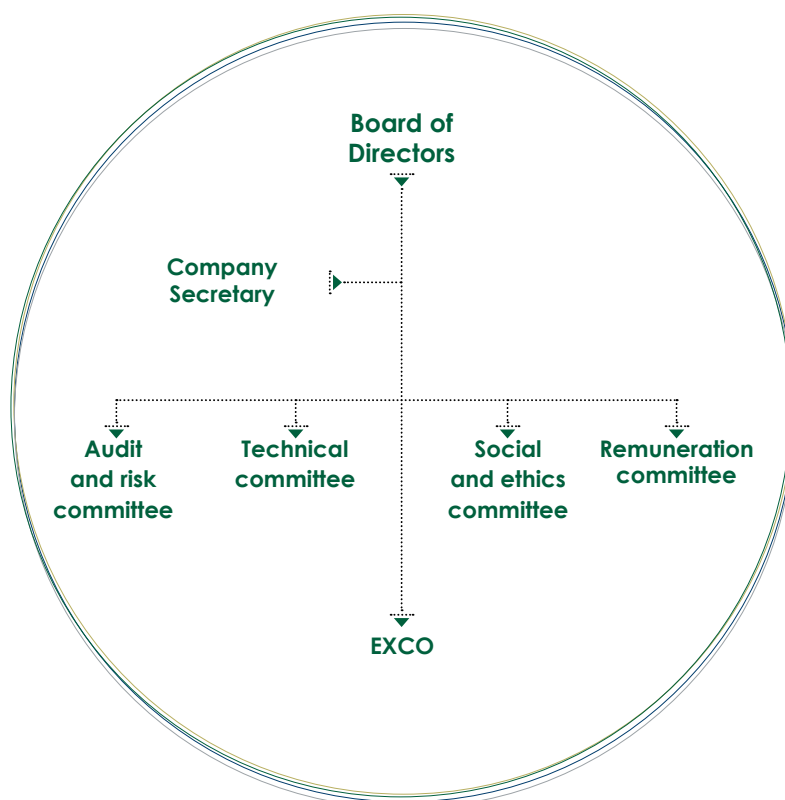 Board of
Directors
Company
Secretary
Audit
and risk
committee
Technical
committee
Social
and ethics
committee
Remuneration
committee
EXCO